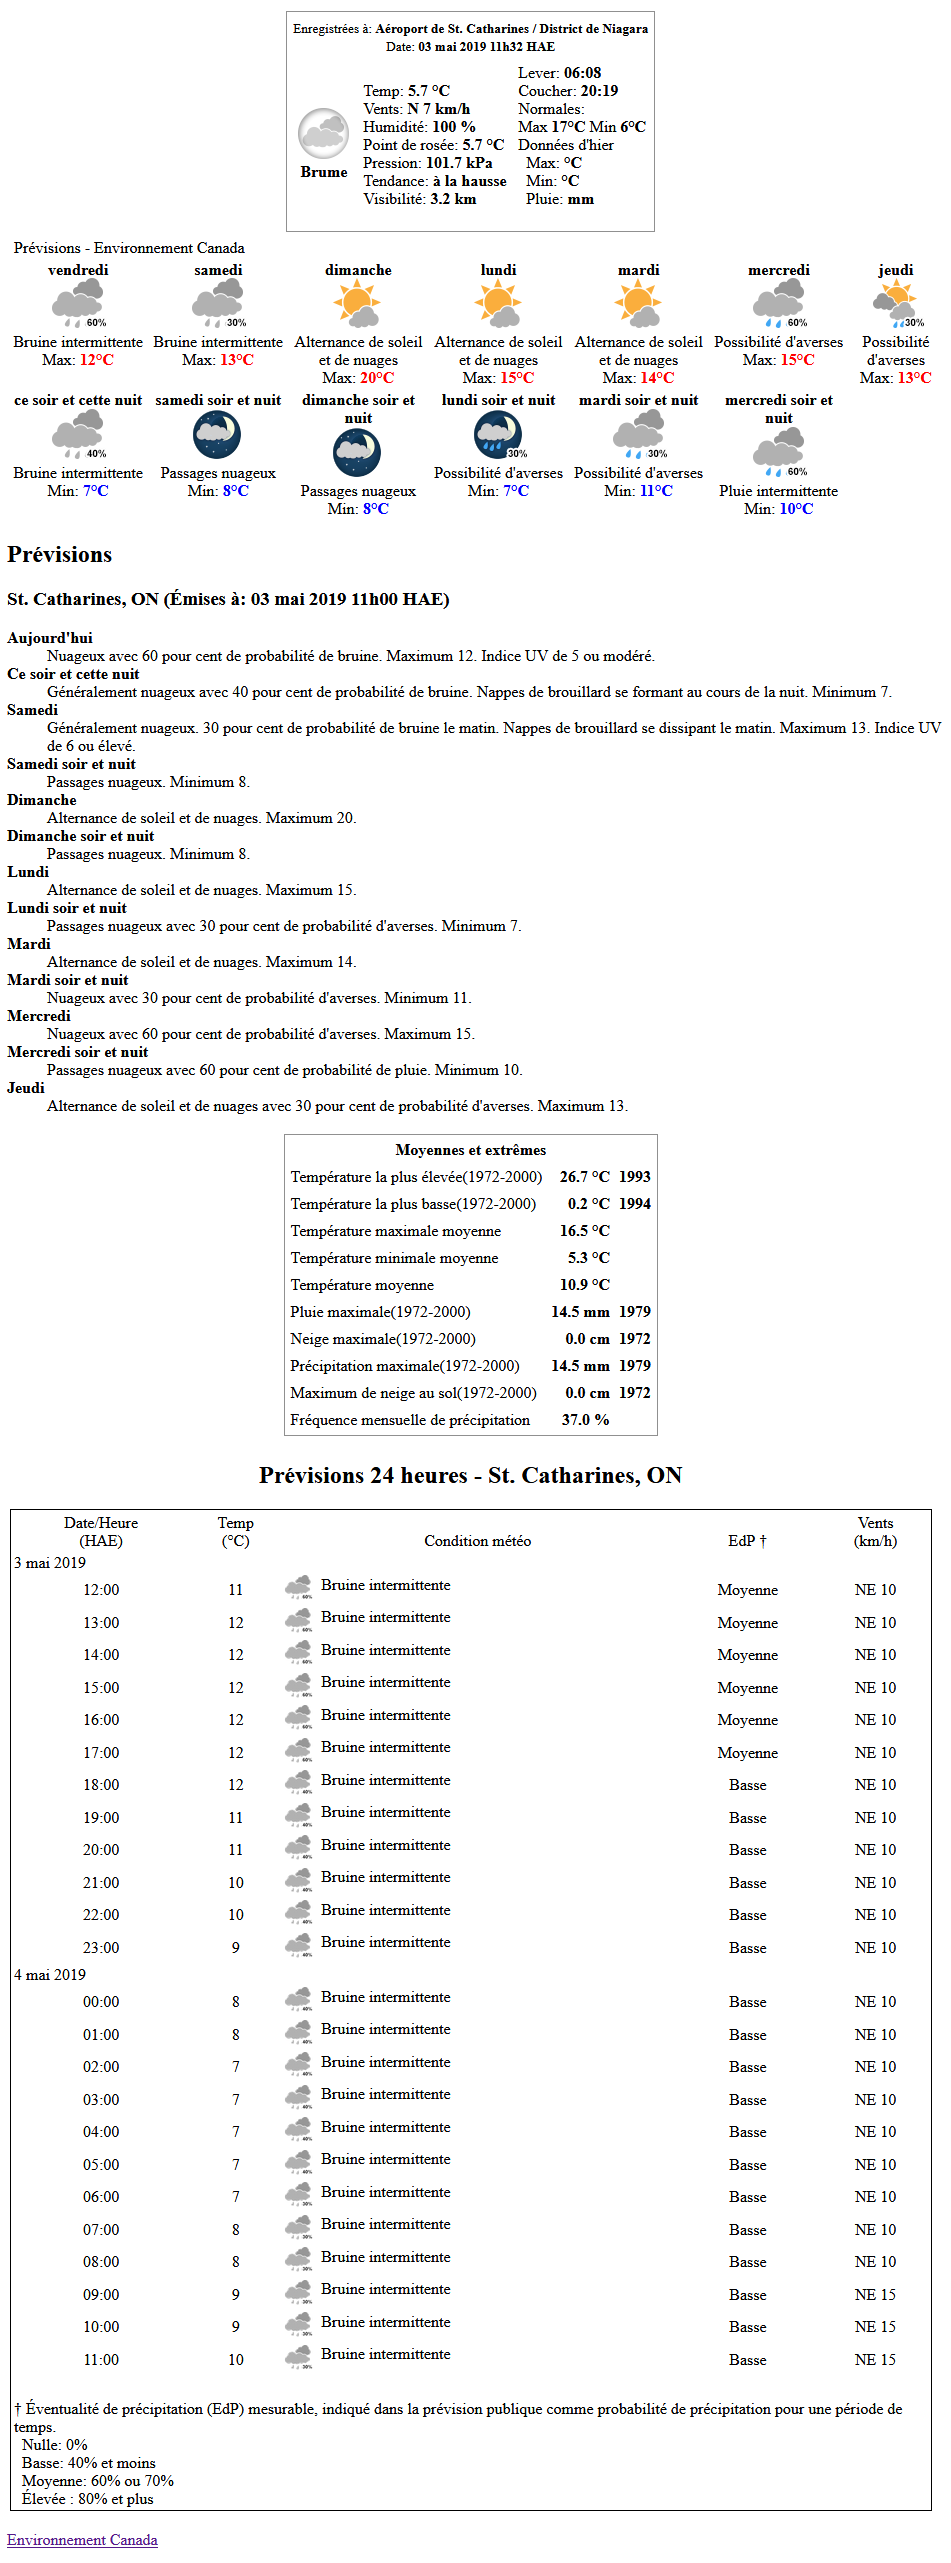 Enregistrées à: Aéroport de St. Catharines / District de Niagara
Date: 03 mai 2019 11h32 HAE
Brume
Temp: 5.7 °C
Vents: N 7 km/h
Humidité: 100 %
Point de rosée: 5.7 °C
Pression: 101.7 kPa
Tendance: à la hausse
Visibilité: 3.2 km
Lever: 06:08
Coucher: 20:19
Normales:
Max 17°C Min 6°C
Données d'hier
Max: °C
Min: °C
Pluie: mm
Prévisions - Environnement Canada
vendredi
60%
Bruine intermittente
Max: 12°C
samedi
30%
Bruine intermittente
Max: 13°C
dimanche
Alternance de soleil
et de nuages
Max: 20°C
lundi
Alternance de soleil
et de nuages
Max: 15°C
mardi
Alternance de soleil
et de nuages
Max: 14°C
mercredi
60%
Possibilité d'averses
Max: 15°C
jeudi
30%
Possibilité
d'averses
Max: 13°C
ce soir et cette nuit
40%
Bruine intermittente
Min: 7°C
samedi soir et nuit
Passages nuageux
Min: 8°C
dimanche soir et
nuit
Passages nuageux
Min: 8°C
lundi soir et nuit
30%
Possibilité d'averses
Min: 7°C
mardi soir et nuit
30%
Possibilité d'averses
Min: 11°C
mercredi soir et
nuit
60%
Pluie intermittente
Min: 10°C
Prévisions
St. Catharines, ON (Émises à: 03 mai 2019 11h00 HAE)
Aujourd'hui
Nuageux avec 60 pour cent de probabilité de bruine. Maximum 12. Indice UV de 5 ou modéré.
Ce soir et cette nuit
Généralement nuageux avec 40 pour cent de probabilité de bruine. Nappes de brouillard se formant au cours de la nuit. Minimum 7.
Samedi
Généralement nuageux. 30 pour cent de probabilité de bruine le matin. Nappes de brouillard se dissipant le matin. Maximum 13. Indice UV
de 6 ou élevé.
Samedi soir et nuit
Passages nuageux. Minimum 8.
Dimanche
Alternance de soleil et de nuages. Maximum 20.
Dimanche soir et nuit
Passages nuageux. Minimum 8.
Lundi
Alternance de soleil et de nuages. Maximum 15.
Lundi soir et nuit
Passages nuageux avec 30 pour cent de probabilité d'averses. Minimum 7.
Mardi
Alternance de soleil et de nuages. Maximum 14.
Mardi soir et nuit
Nuageux avec 30 pour cent de probabilité d'averses. Minimum 11.
Mercredi
Nuageux avec 60 pour cent de probabilité d'averses. Maximum 15.
Mercredi soir et nuit
Passages nuageux avec 60 pour cent de probabilité de pluie. Minimum 10.
Jeudi
Alternance de soleil et de nuages avec 30 pour cent de probabilité d'averses. Maximum 13.
Moyennes et extrêmes
Température la plus élevée(1972-2000) 26.7 °C 1993
Température la plus basse(1972-2000) 0.2 °C 1994
Température maximale moyenne 16.5 °C
Température minimale moyenne 5.3 °C
Température moyenne 10.9 °C
Pluie maximale(1972-2000) 14.5 mm 1979
Neige maximale(1972-2000) 0.0 cm 1972
Précipitation maximale(1972-2000) 14.5 mm 1979
Maximum de neige au sol(1972-2000) 0.0 cm 1972
Fréquence mensuelle de précipitation 37.0 %
Prévisions 24 heures - St. Catharines, ON
Date/Heure Temp Vents
(HAE) (°C) Condition météo EdP † (km/h)
3 mai 2019
12:00 11 60% Bruine intermittente Moyenne NE 10
13:00 12 60% Bruine intermittente Moyenne NE 10
14:00 12 60% Bruine intermittente Moyenne NE 10
15:00 12 60% Bruine intermittente Moyenne NE 10
16:00 12 60% Bruine intermittente Moyenne NE 10
17:00 12 60% Bruine intermittente Moyenne NE 10
18:00 12 40% Bruine intermittente Basse NE 10
19:00 11 40% Bruine intermittente Basse NE 10
20:00 11 40% Bruine intermittente Basse NE 10
21:00 10 40% Bruine intermittente Basse NE 10
22:00 10 40% Bruine intermittente Basse NE 10
23:00 9 40% Bruine intermittente Basse NE 10
4 mai 2019
00:00 8 40% Bruine intermittente Basse NE 10
01:00 8 40% Bruine intermittente Basse NE 10
02:00 7 40% Bruine intermittente Basse NE 10
03:00 7 40% Bruine intermittente Basse NE 10
04:00 7 40% Bruine intermittente Basse NE 10
05:00 7 40% Bruine intermittente Basse NE 10
06:00 7 30% Bruine intermittente Basse NE 10
07:00 8 30% Bruine intermittente Basse NE 10
08:00 8 30% Bruine intermittente Basse NE 10
09:00 9 30% Bruine intermittente Basse NE 15
10:00 9 30% Bruine intermittente Basse NE 15
11:00 10 30% Bruine intermittente Basse NE 15
† Éventualité de précipitation (EdP) mesurable, indiqué dans la prévision publique comme probabilité de précipitation pour une période de
temps.
Nulle: 0%
Basse: 40% et moins
Moyenne: 60% ou 70%
Élevée : 80% et plus
Environnement Canada